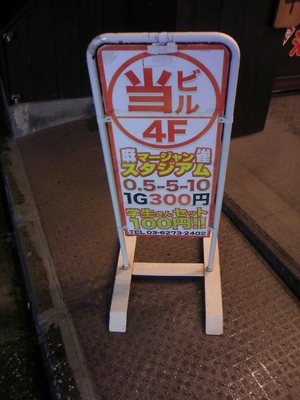 当ビル
4F
麻マージャン雀
スタジアム
0.5-5-10
1G300円
学生さんセット
100円!!
TEL 03-6273-2402